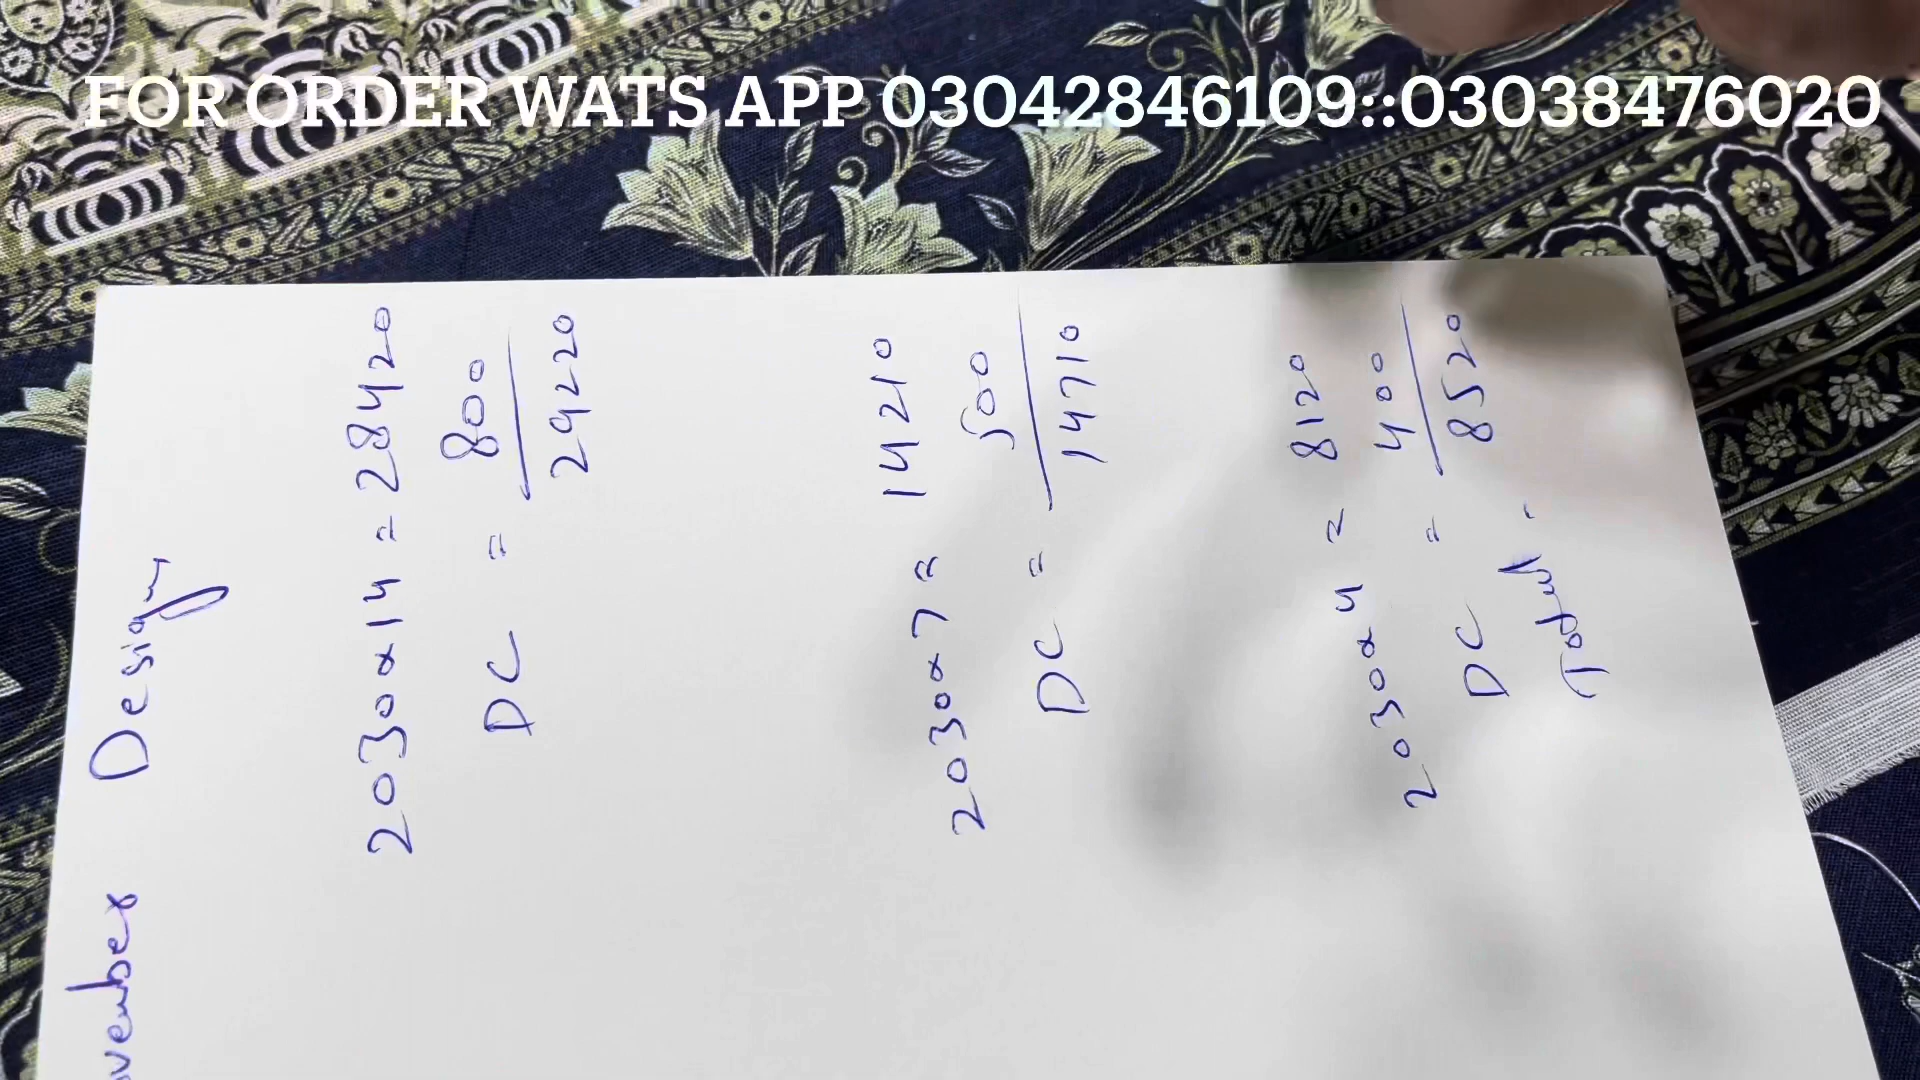 FOR ORDER WATS APP 03042846109::03038476020
vember Design
2030x14 = 28420
DC = 800
29220
2030x7 = 14210
DC = 500
14710
2030x4 = 8120
DC = 400
8520